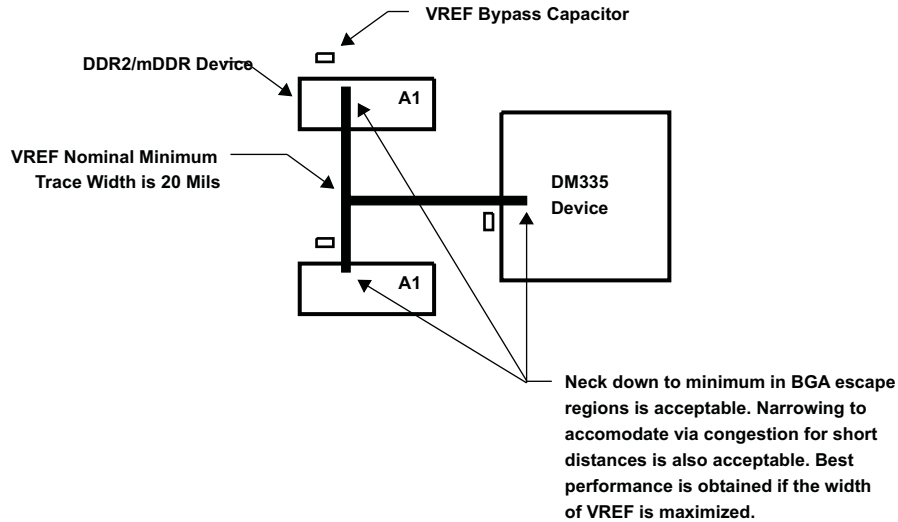 VREF Bypass Capacitor
DDR2/mDDR Device
A1
VREF Nominal Minimum
Trace Width is 20 Mils
DM335
Device
A1
Neck down to minimum in BGA escape
regions is acceptable. Narrowing to
accomodate via congestion for short
distances is also acceptable. Best
performance is obtained if the width
of VREF is maximized.